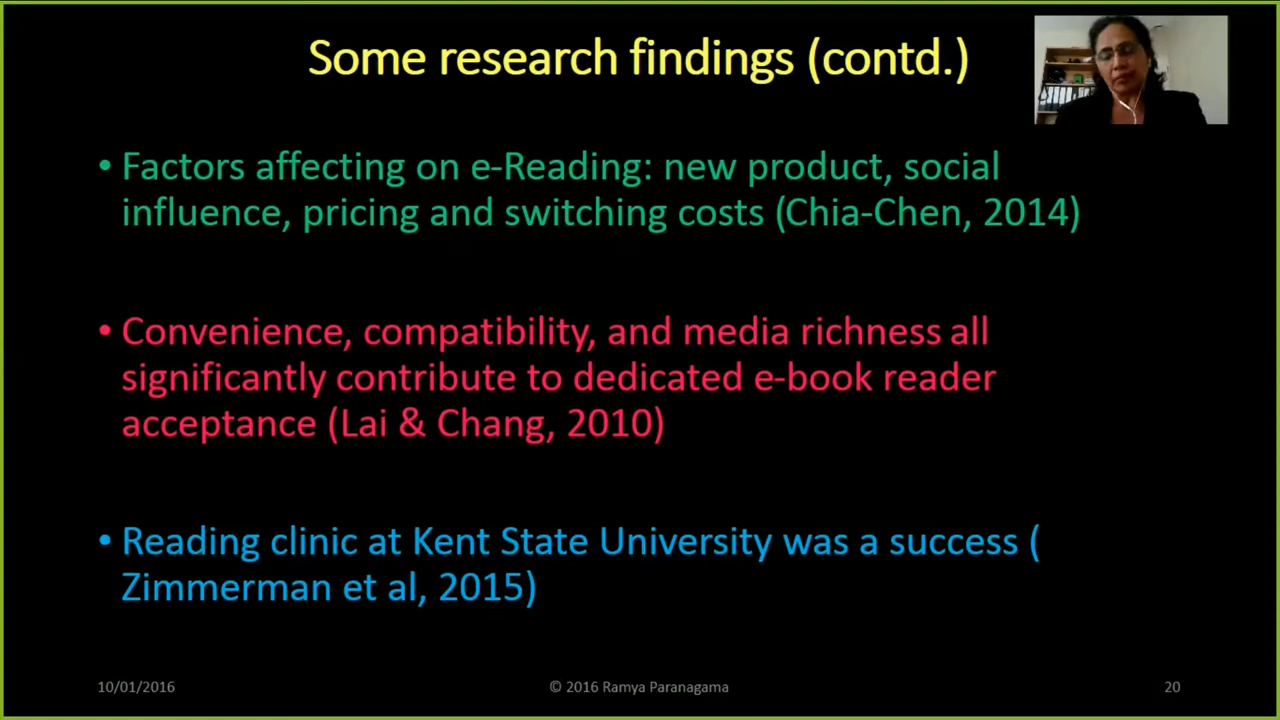 Some research findings (contd.)
• Factors affecting on e-Reading: new product, social
influence, pricing and switching costs (Chia-Chen, 2014)
• Convenience, compatibility, and media richness all
significantly contribute to dedicated e-book reader
acceptance (Lai & Chang, 2010)
• Reading clinic at Kent State University was a success (
Zimmerman et al, 2015)
10/01/2016
© 2016 Ramya Paranagama
20